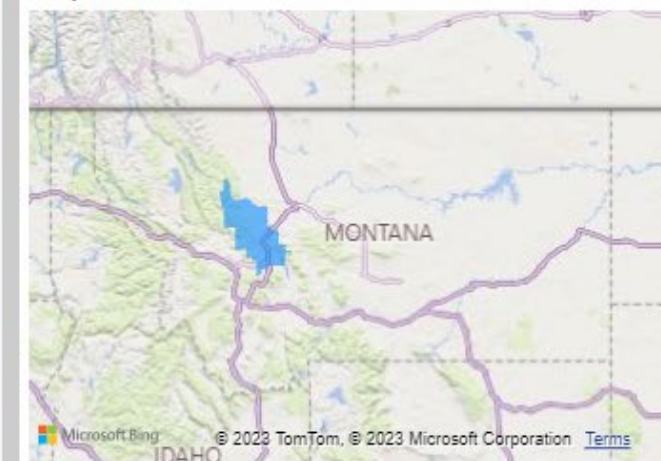 MONTANA
Microsoft Bing
© 2023 TomTom, © 2023 Microsoft Corporation Terms
IDAHO